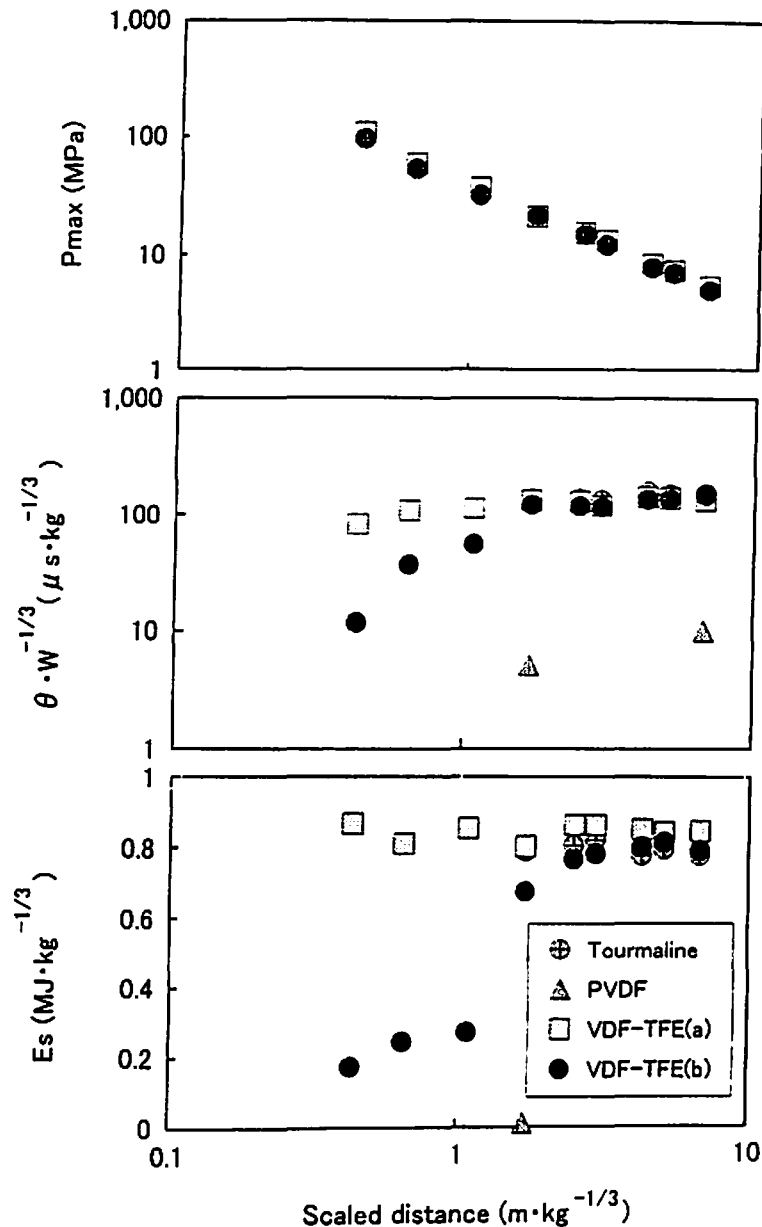 1,000
100
10
1
Pmax (MPa)
1,000
100
10
1
θ・W^-1/3 (μs・kg^-1/3)
1
0.8
0.6
0.4
0.2
0
Es (MJ・kg^-1/3)
Tourmaline
PVDF
VDF-TFE(a)
VDF-TFE(b)
0.1 1 10
Scaled distance (m・kg^-1/3)